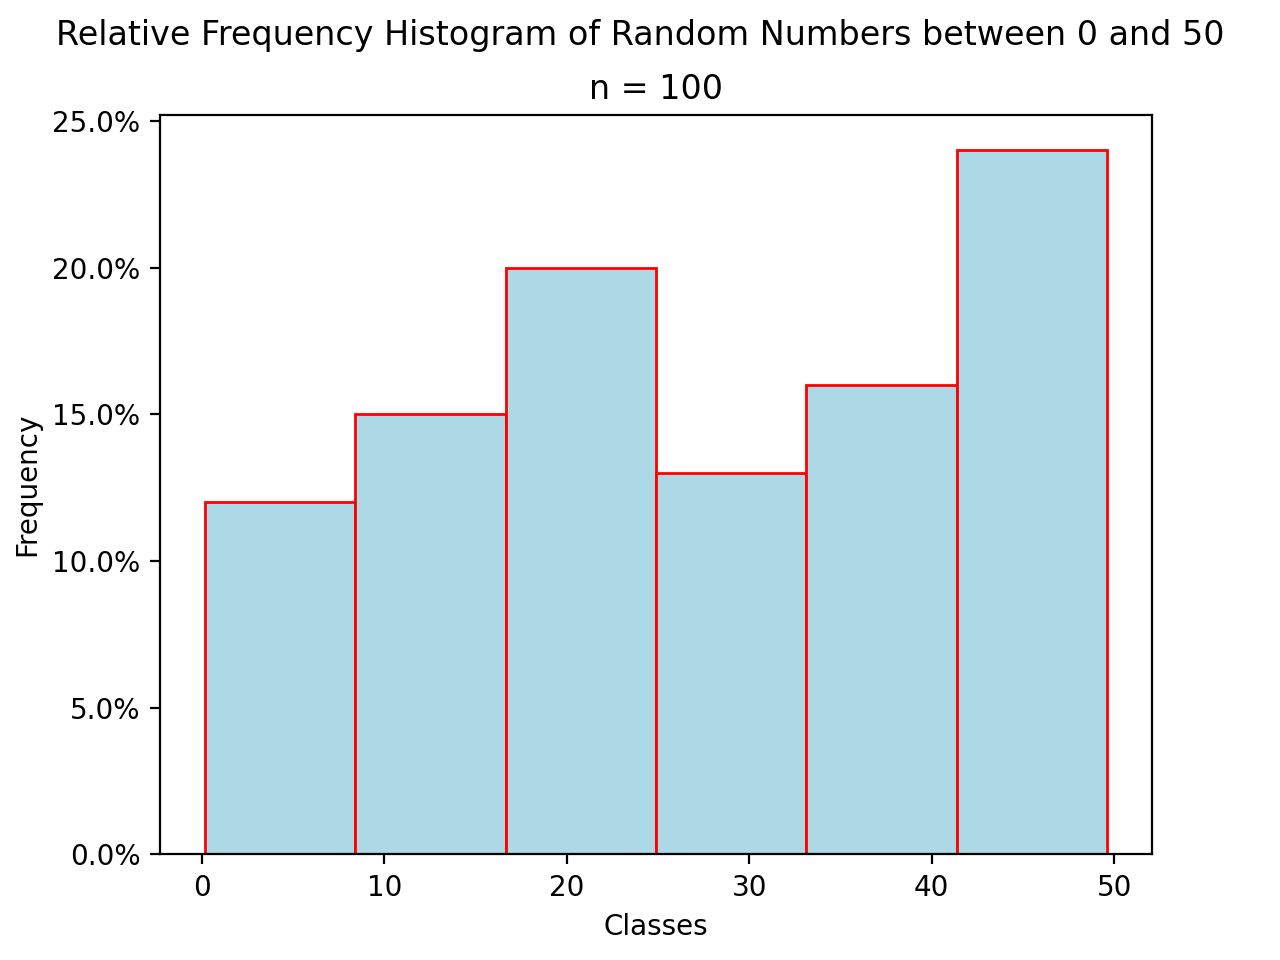 Relative Frequency Histogram of Random Numbers between 0 and 50
n = 100
25.0%
20.0%
15.0%
10.0%
5.0%
0.0%
Frequency
0 10 20 30 40 50
Classes